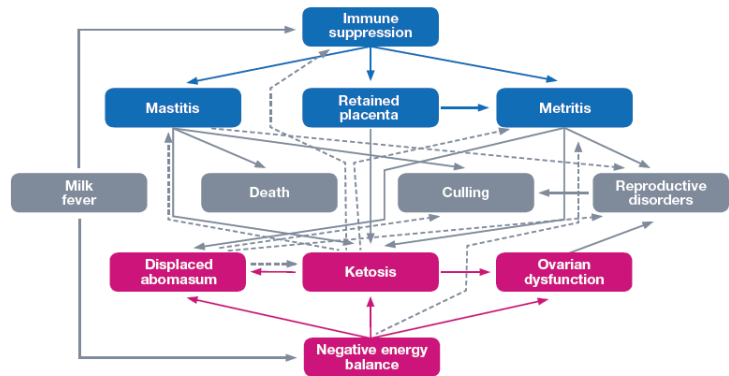 Immune
suppression
Mastitis
Retained
placenta
Metritis
Milk
fever
Death
Culling
Reproductive
disorders
Displaced
abomasum
Ketosis
Ovarian
dysfunction
Negative energy
balance